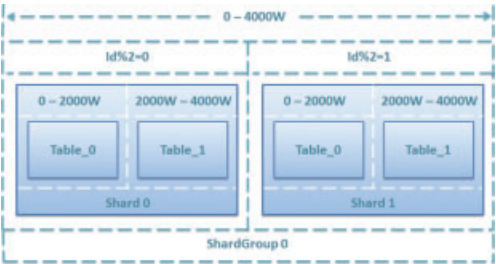 0 – 4000W
Id%2=0 Id%2=1
0 – 2000W 2000W – 4000W 0 – 2000W 2000W – 4000W
Table_0 Table_1 Table_0 Table_1
Shard 0 Shard 1
ShardGroup 0